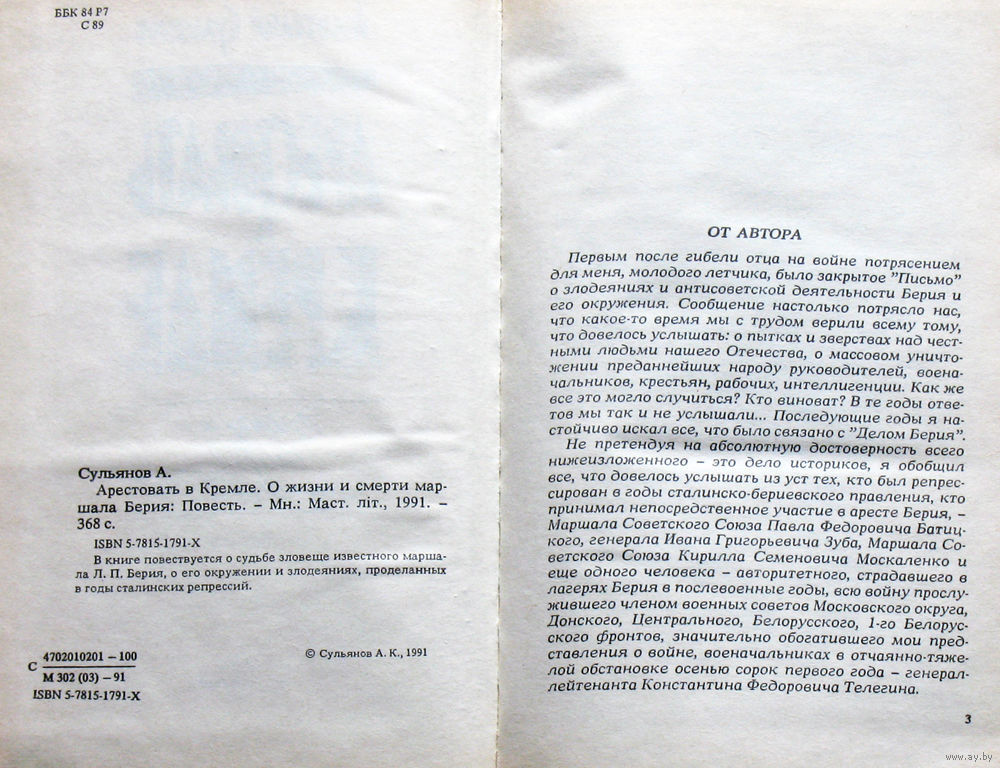 ББК 84 Р7
С 89
Сульянов А.
Арестовать в Кремле. О жизни и смерти мар-
шала Берия: Повесть. – Мн.: Маст. літ., 1991. –
368 с.
ISBN 5-7815-1791-X
В книге повествуется о судьбе зловеще известного марша-
ла Л. П. Берия, о его окружении и злодеяниях, проделанных
в годы сталинских репрессий.
С 4702010201 – 100
М 302 (03) – 91
ISBN 5-7815-1791-X
© Сульянов А. К., 1991
ОТ АВТОРА
Первым после гибели отца на войне потрясением
для меня, молодого летчика, было закрытое "Письмо"
о злодеяниях и антисоветской деятельности Берия и
его окружения. Сообщение настолько потрясло нас,
что какое-то время мы с трудом верили всему тому,
что довелось услышать: о пытках и зверствах над чест-
ными людьми нашего Отечества, о массовом уничто-
жении преданнейших народу руководителей, воена-
чальников, крестьян, рабочих, интеллигенции. Как же
все это могло случиться? Кто виноват? В те годы отве-
тов мы так и не услышали... Последующие годы я на-
стойчиво искал все, что было связано с "Делом Берия".
Не претендуя на абсолютную достоверность всего
нижеизложенного – это дело историков, я обобщил
все, что довелось услышать из уст тех, кто был репрес-
сирован в годы сталинско-бериевского правления, кто
принимал непосредственное участие в аресте Берия, –
Маршала Советского Союза Павла Федоровича Батиц-
кого, генерала Ивана Григорьевича Зуба, Маршала Со-
ветского Союза Кирилла Семеновича Москаленко и
еще одного человека – авторитетного, страдавшего в
лагерях Берия в послевоенные годы, всю войну прослу-
жившего членом военных советов Московского округа,
Донского, Центрального, Белорусского, 1-го Белорус-
ского фронтов, значительно обогатившего мои пред-
ставления о войне, военачальниках в отчаянно-тяже-
лой обстановке осенью сорок первого года – генерал-
лейтенанта Константина Федоровича Телегина.
3
www.ay.by